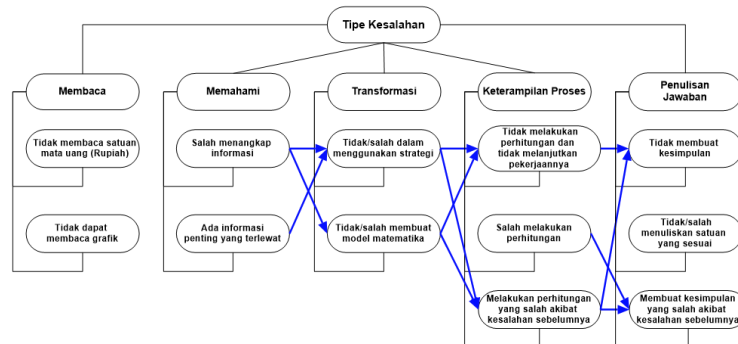 Tipe Kesalahan
Membaca
Memahami
Transformasi
Keterampilan Proses
Penulisan
Jawaban
Tidak membaca satuan
mata uang (Rupiah)
Salah menangkap
informasi
Tidak/salah dalam
menggunakan strategi
Tidak melakukan
perhitungan dan
tidak melanjutkan
pekerjaannya
Tidak membuat
kesimpulan
Tidak dapat
membaca grafik
Ada informasi
penting yang terlewat
Tidak/salah membuat
model matematika
Salah melakukan
perhitungan
Tidak/salah
menuliskan satuan
yang sesuai
Melakukan perhitungan
yang salah akibat
kesalahan sebelumnya
Membuat kesimpulan
yang salah akibat
kesalahan sebelumnya